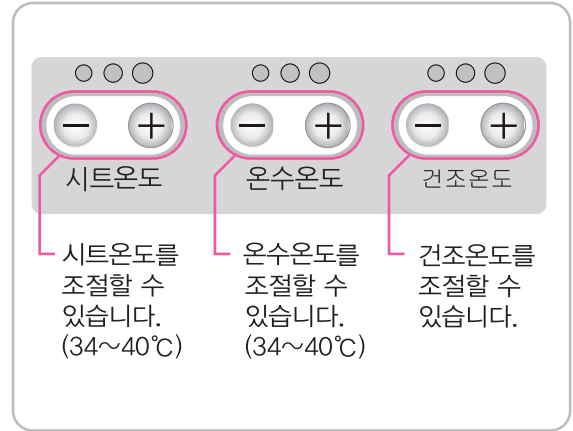 시트온도
온수온도
건조온도
시트온도를
조절할 수
있습니다.
(34～40℃)
온수온도를
조절할 수
있습니다.
(34～40℃)
건조온도를
조절할 수
있습니다.